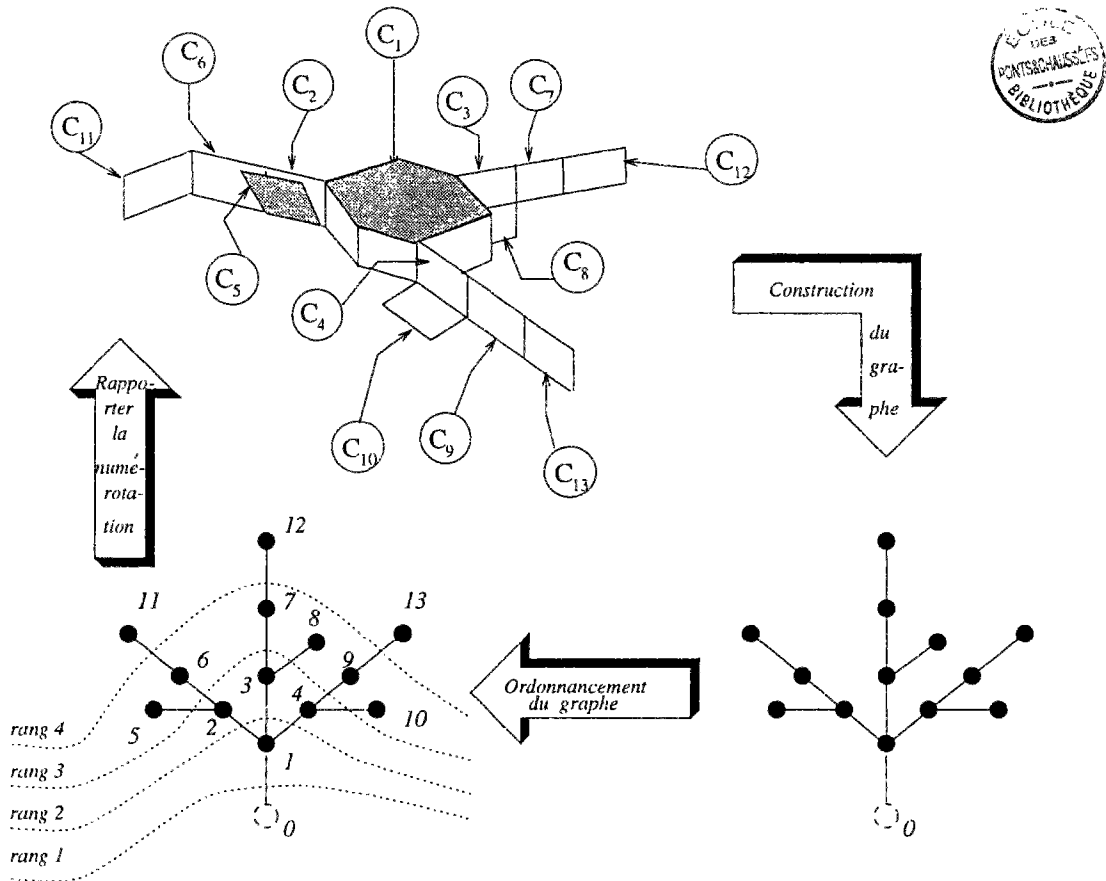 ÉCOLE
DES
PONTS&CHAUSSÉES
BIBLIOTHÈQUE
C1
C6
C2
C3
C7
C11
C12
C5
C4
C8
C10
C9
C13
Construction
du
gra-
phe
Rappo-
rter
la
numé-
rota-
tion
12
11
7
13
8
6
3
9
4
5
2
10
1
0
rang 4
rang 3
rang 2
rang 1
Ordonnancement
du graphe
0